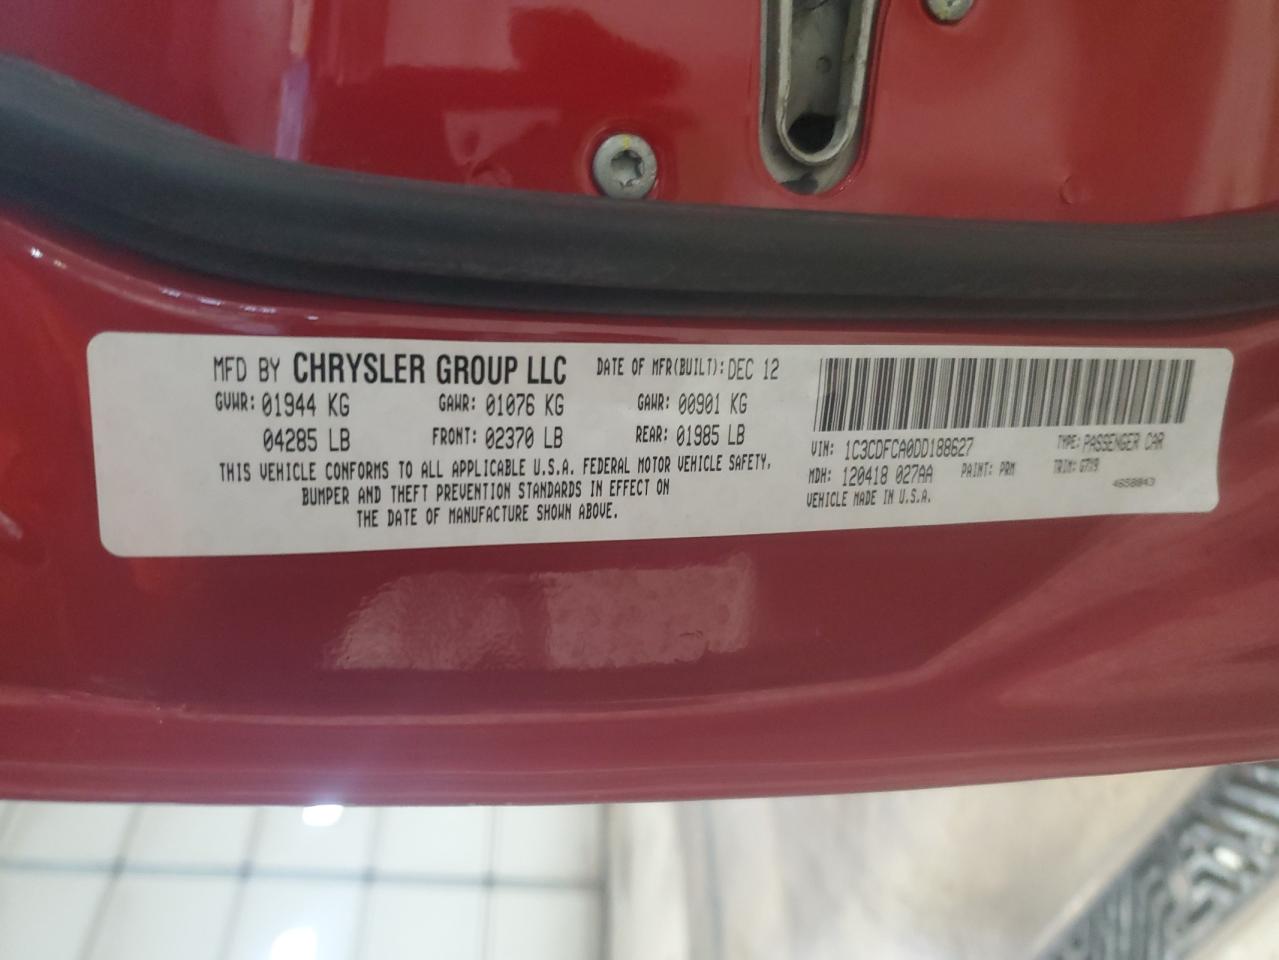 MFD BY CHRYSLER GROUP LLC DATE OF MFR(BUILT): DEC 12
GVWR: 01944 KG GAWR: 01076 KG GAWR: 00901 KG
04285 LB FRONT: 02370 LB REAR: 01985 LB
THIS VEHICLE CONFORMS TO ALL APPLICABLE U.S.A. FEDERAL MOTOR VEHICLE SAFETY,
BUMPER AND THEFT PREVENTION STANDARDS IN EFFECT ON
THE DATE OF MANUFACTURE SHOWN ABOVE.
VIN: 1C3CDFCA0DD188627 TYPE: PASSENGER CAR
MDH: 120418 027AA PAINT: PRM TRIM: G7X9
VEHICLE MADE IN U.S.A. 4658843